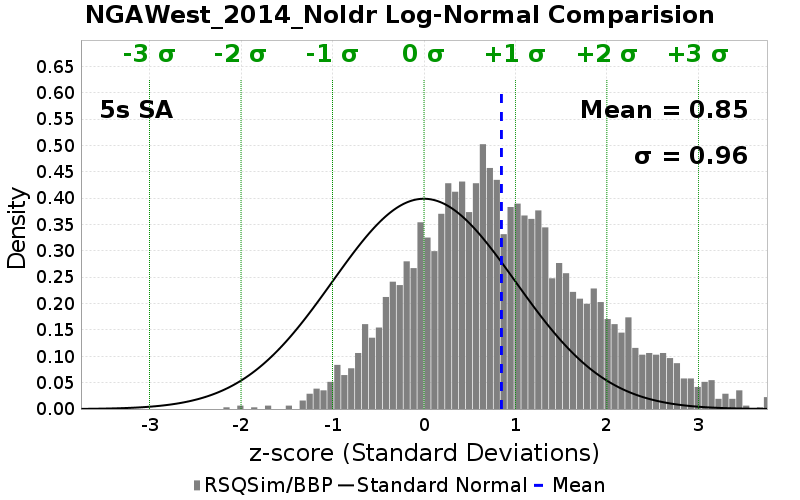 NGAWest_2014_NoIdr Log-Normal Comparision
-3 σ -2 σ -1 σ 0 σ +1 σ +2 σ +3 σ
5s SA
Mean = 0.85
σ = 0.96
Density
0.65
0.60
0.55
0.50
0.45
0.40
0.35
0.30
0.25
0.20
0.15
0.10
0.05
0.00
-3 -2 -1 0 1 2 3
z-score (Standard Deviations)
RSQSim/BBP Standard Normal Mean